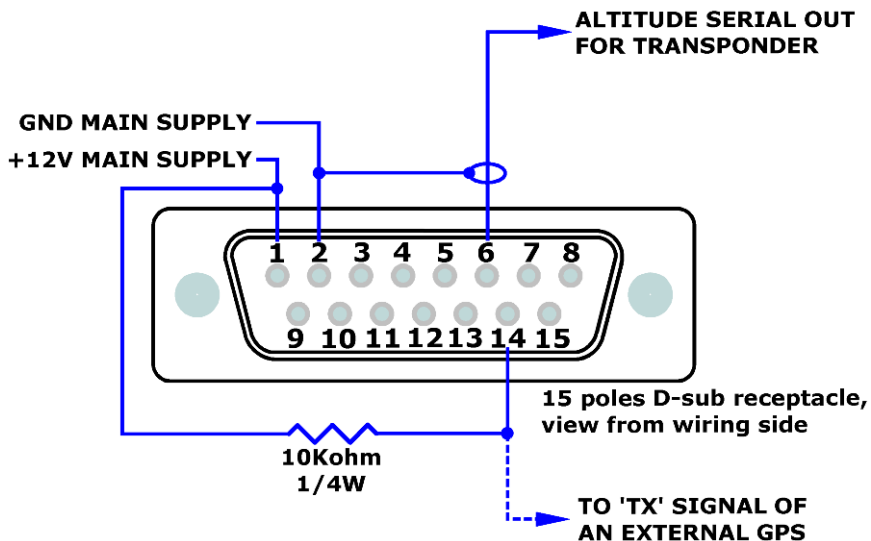 ALTITUDE SERIAL OUT
FOR TRANSPONDER
GND MAIN SUPPLY
+12V MAIN SUPPLY
1 2 3 4 5 6 7 8
9 10 11 12 13 14 15
15 poles D-sub receptacle,
view from wiring side
10Kohm
1/4W
TO 'TX' SIGNAL OF
AN EXTERNAL GPS